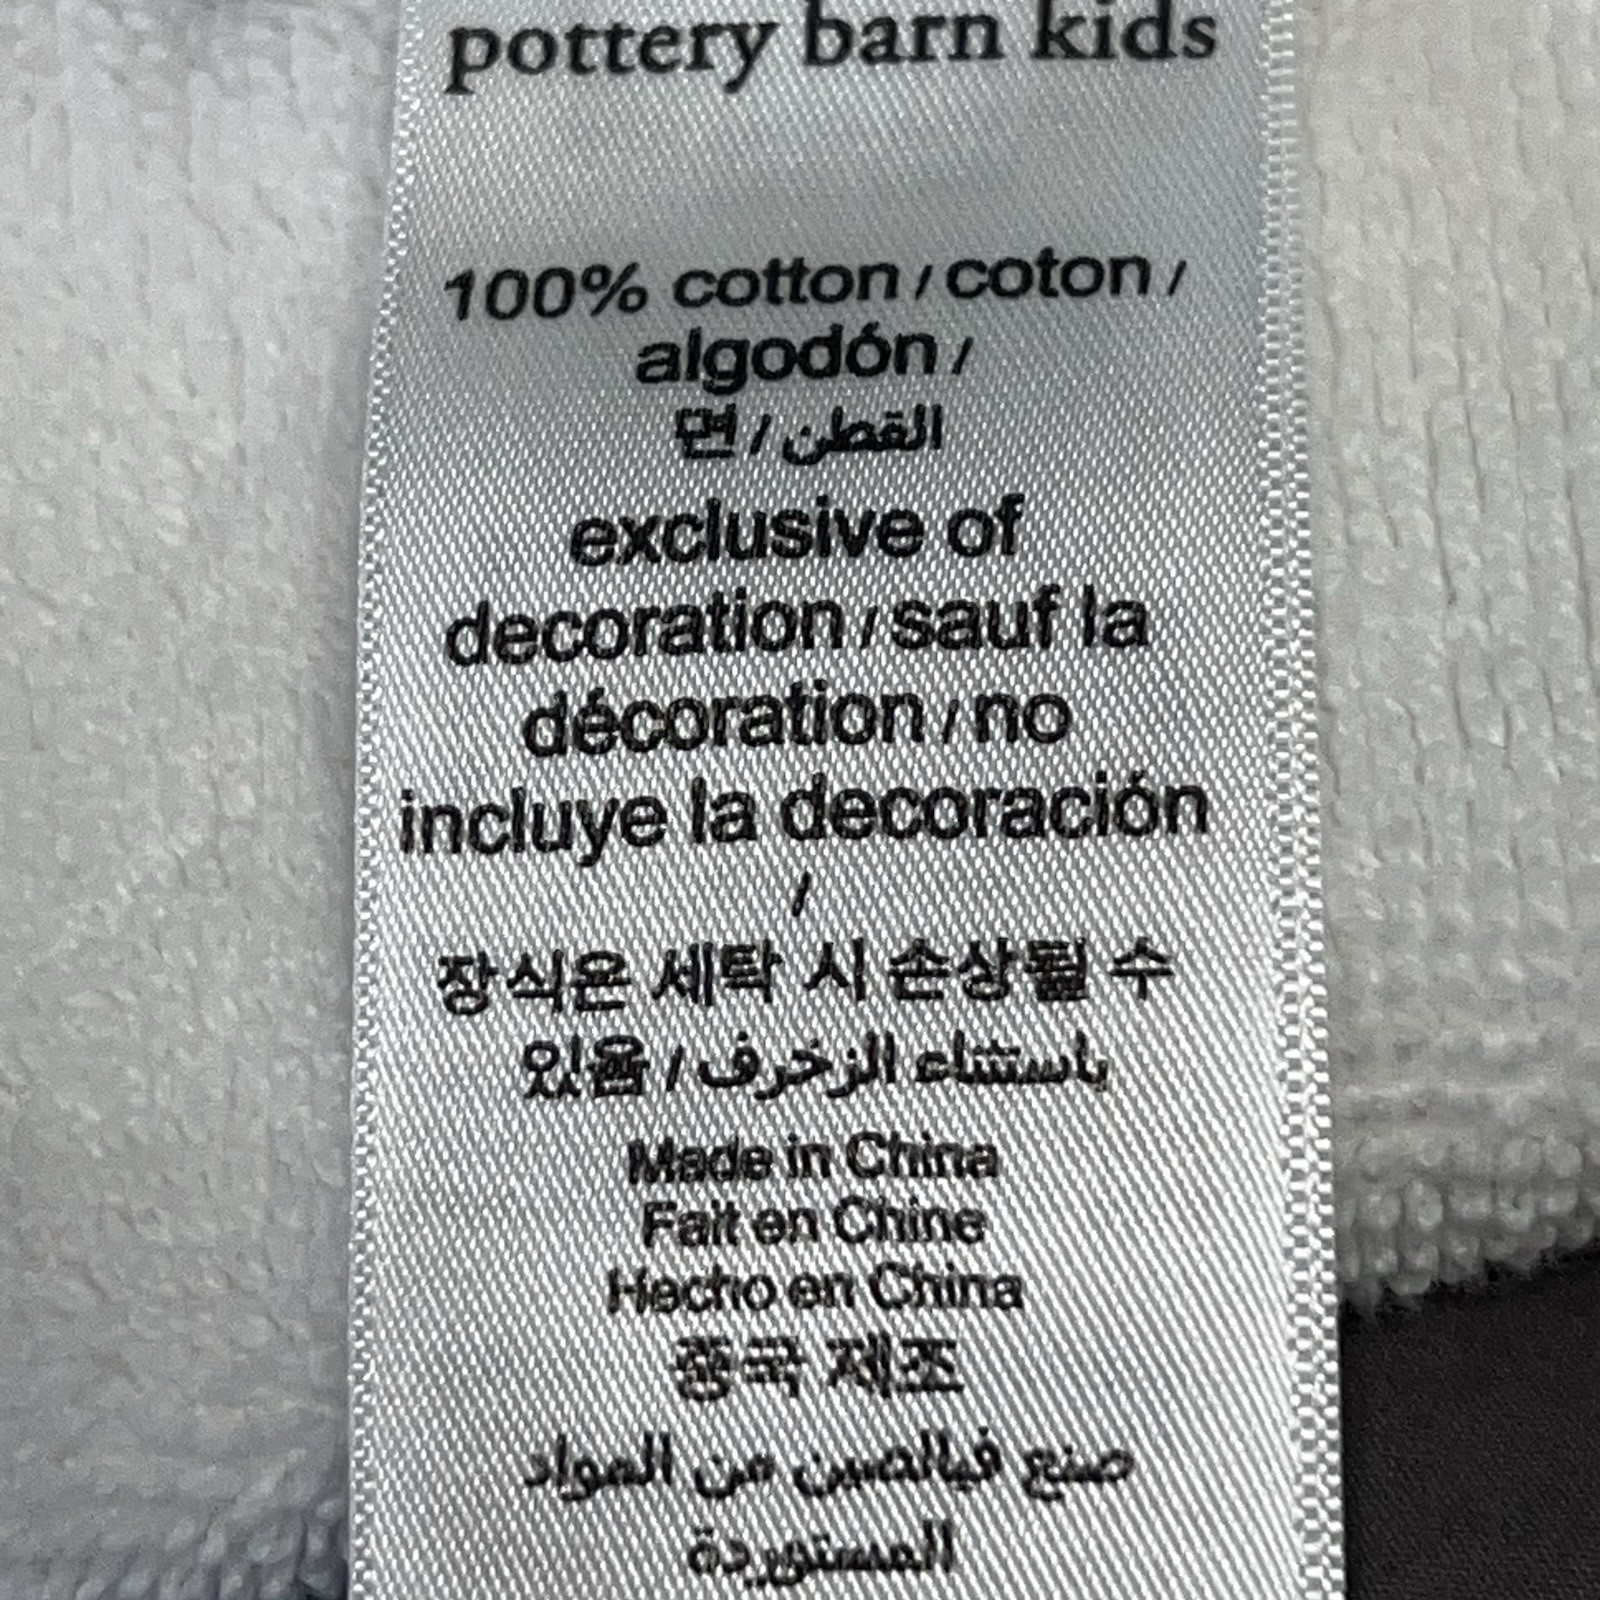 pottery barn kids
100% cotton / coton /
algodón /
면 / القطن
exclusive of
decoration / sauf la
décoration / no
incluye la decoración
/
장식은 세탁 시 손상될 수
있음 / باستثناء الزخرف
Made in China
Fait en Chine
Hecho en China
중국 제조
صنع فيالصين من المواد
المستوردة